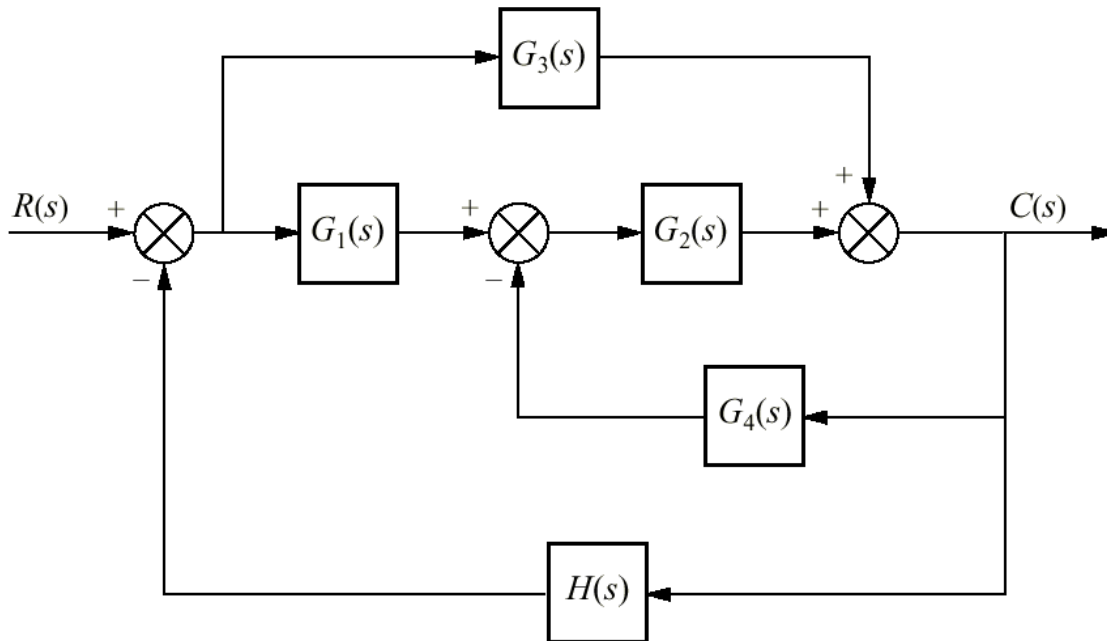 G₃(s)
+
R(s)
+
G₁(s)
+
G₂(s)
+
C(s)
−
−
G₄(s)
H(s)